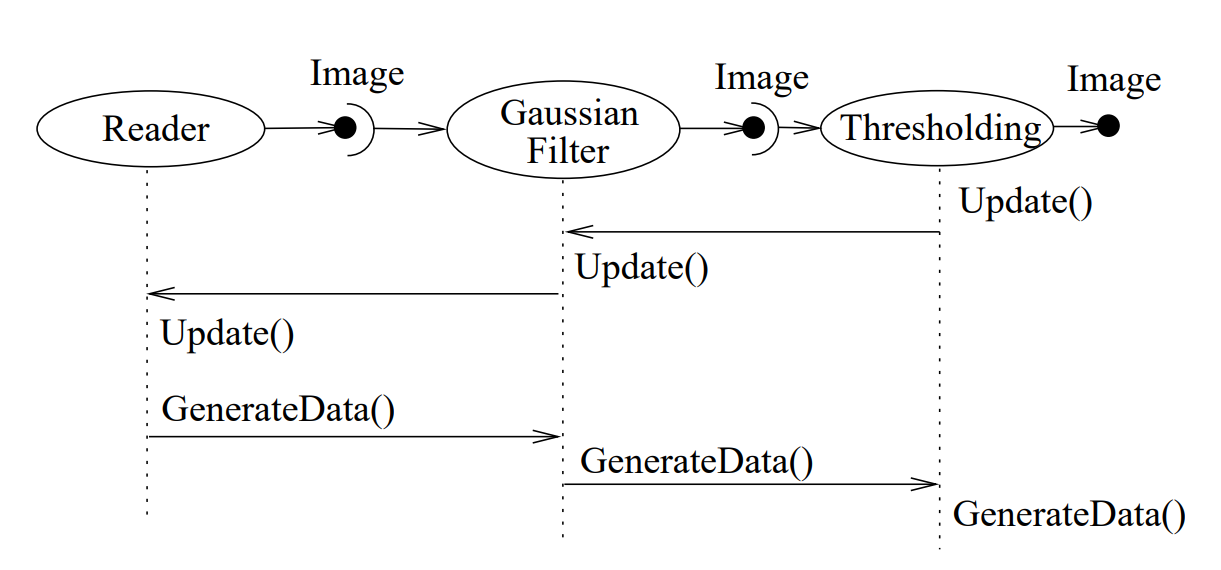 Image
Image
Image
Reader
Gaussian
Filter
Thresholding
Update()
Update()
Update()
GenerateData()
GenerateData()
GenerateData()